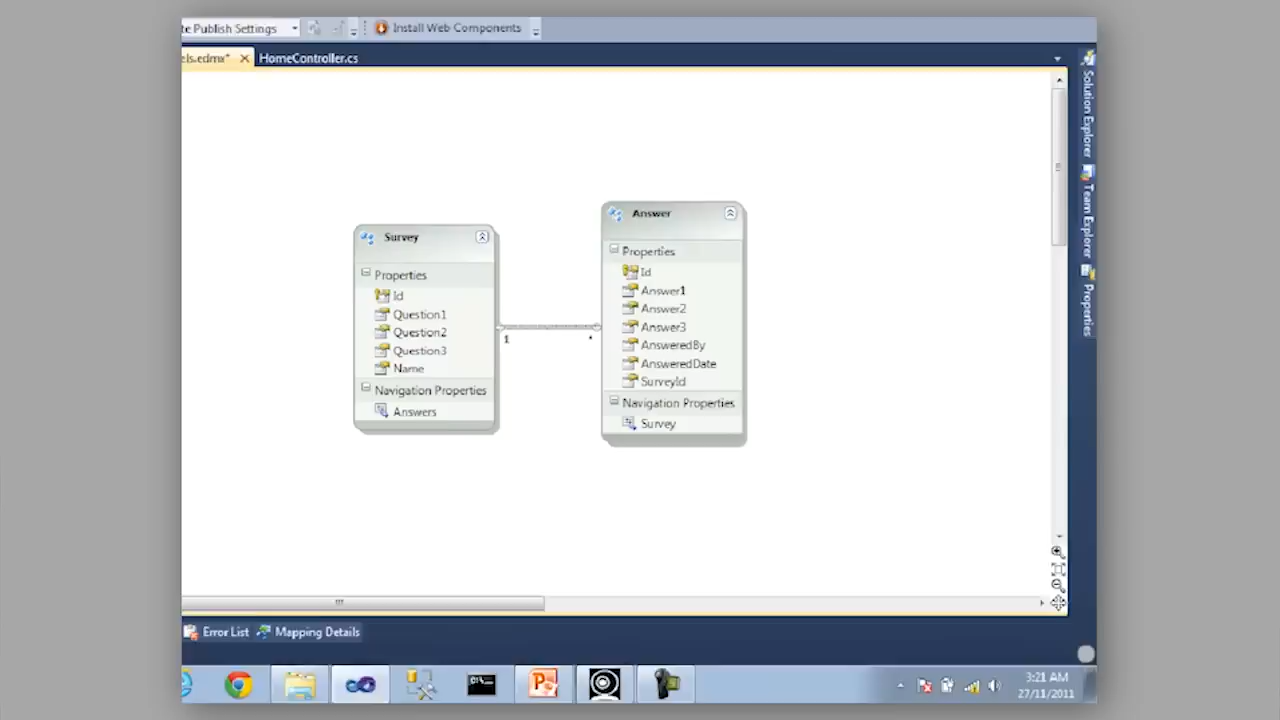 te Publish Settings
Install Web Components
els.edmx*
HomeController.cs
Solution Explorer
Team Explorer
Properties
Survey
Properties
Id
Question1
Question2
Question3
Name
Navigation Properties
Answers
1
*
Answer
Properties
Id
Answer1
Answer2
Answer3
AnsweredBy
AnsweredDate
SurveyId
Navigation Properties
Survey
Error List
Mapping Details
3:21 AM
27/11/2011